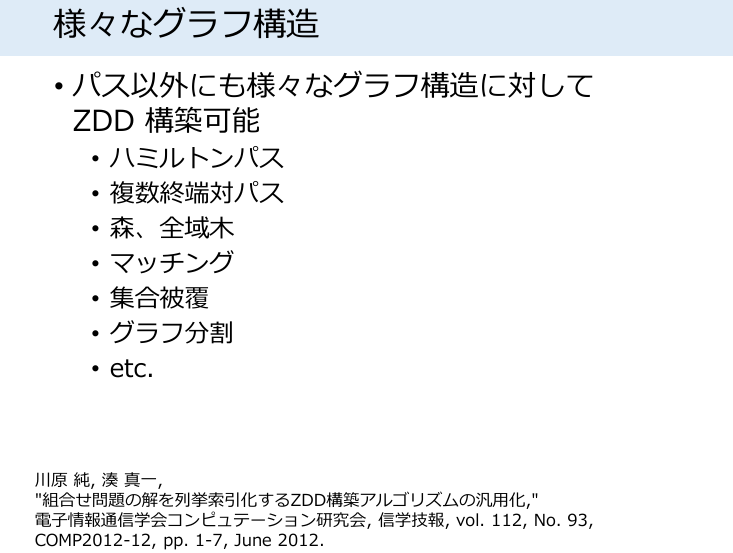 様々なグラフ構造
• パス以外にも様々なグラフ構造に対して
ZDD 構築可能
• ハミルトンパス
• 複数終端対パス
• 森、全域木
• マッチング
• 集合被覆
• グラフ分割
• etc.
川原 純, 湊 真一,
"組合せ問題の解を列挙索引化するZDD構築アルゴリズムの汎用化,"
電子情報通信学会コンピュテーション研究会, 信学技報, vol. 112, No. 93,
COMP2012-12, pp. 1-7, June 2012.